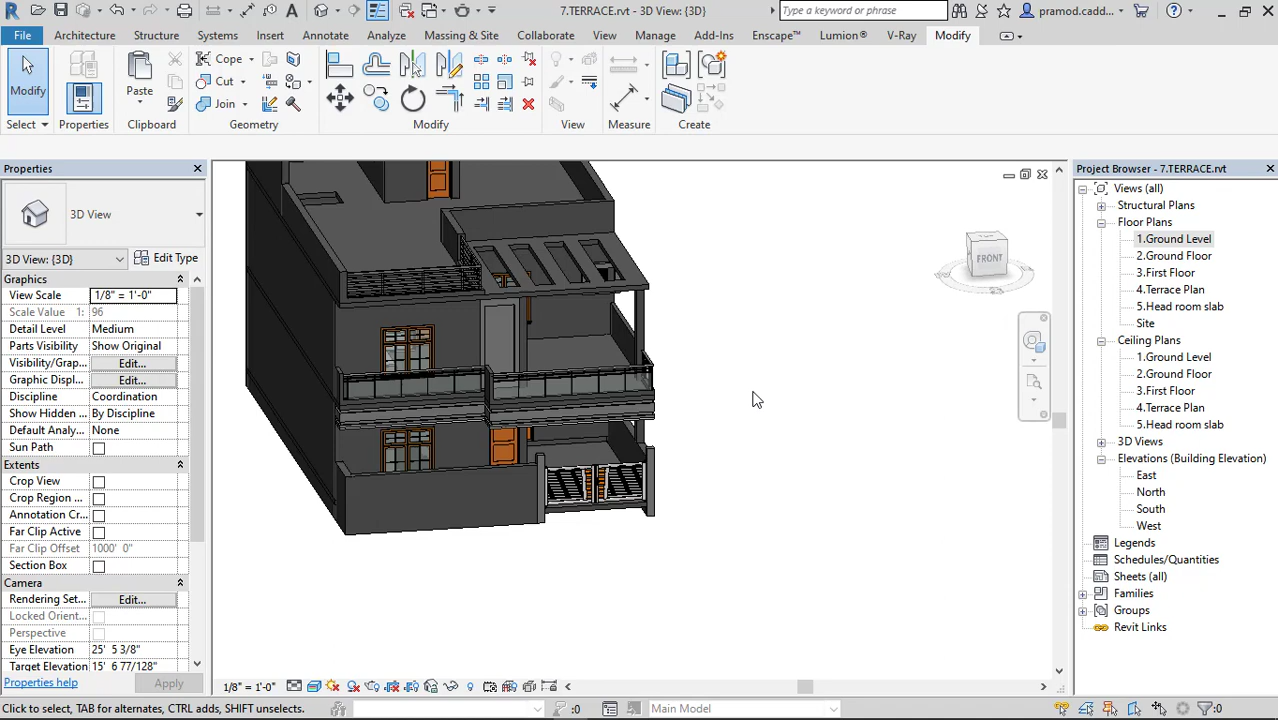 7.TERRACE.rvt - 3D View: {3D}
Type a keyword or phrase
pramod.cadd...
File Architecture Structure Systems Insert Annotate Analyze Massing & Site Collaborate View Manage Add-Ins Enscape™ Lumion® V-Ray Modify
Modify
Properties
Paste
Cope
Cut
Join
Select Properties Clipboard Geometry Modify View Measure Create
Properties
3D View
3D View: {3D}
Edit Type
Graphics
View Scale 1/8" = 1'-0"
Scale Value 1: 96
Detail Level Medium
Parts Visibility Show Original
Visibility/Grap... Edit...
Graphic Displ... Edit...
Discipline Coordination
Show Hidden ... By Discipline
Default Analy... None
Sun Path
Extents
Crop View
Crop Region ...
Annotation Cr...
Far Clip Active
Far Clip Offset 1000' 0"
Section Box
Camera
Rendering Set... Edit...
Locked Orient...
Perspective
Eye Elevation 25' 5 3/8"
Target Elevation 15' 6 77/128"
Properties help
Apply
FRONT
Project Browser - 7.TERRACE.rvt
Views (all)
Structural Plans
Floor Plans
1.Ground Level
2.Ground Floor
3.First Floor
4.Terrace Plan
5.Head room slab
Site
Ceiling Plans
1.Ground Level
2.Ground Floor
3.First Floor
4.Terrace Plan
5.Head room slab
3D Views
Elevations (Building Elevation)
East
North
South
West
Legends
Schedules/Quantities
Sheets (all)
Families
Groups
Revit Links
1/8" = 1'-0"
Click to select, TAB for alternates, CTRL adds, SHIFT unselects.
:0
Main Model
:0